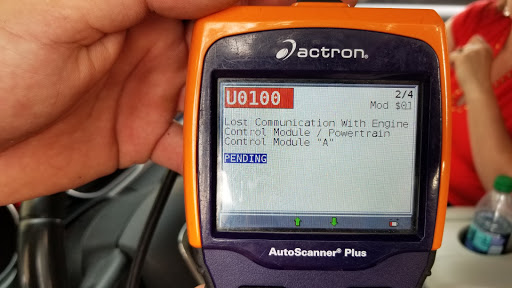 actron®
U0100 2/4
Mod $01
Lost Communication With Engine
Control Module / Powertrain
Control Module "A"
PENDING
AutoScanner® Plus